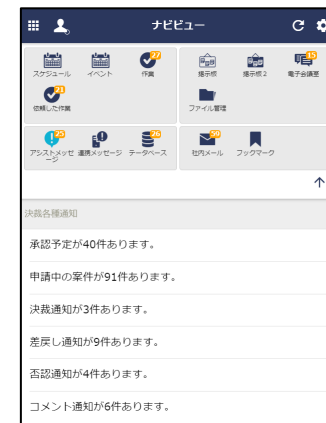 ナビビュー
スケジュール イベント 27 作業 掲示板 掲示板2 15 電子会議室
21 依頼した作業 ファイル管理
25 アシストメッセージ 連携メッセージ 26 データベース 59 社内メール ブックマーク
決裁各種通知
承認予定が40件あります。
申請中の案件が91件あります。
決裁通知が3件あります。
差戻し通知が9件あります。
否認通知が4件あります。
コメント通知が6件あります。